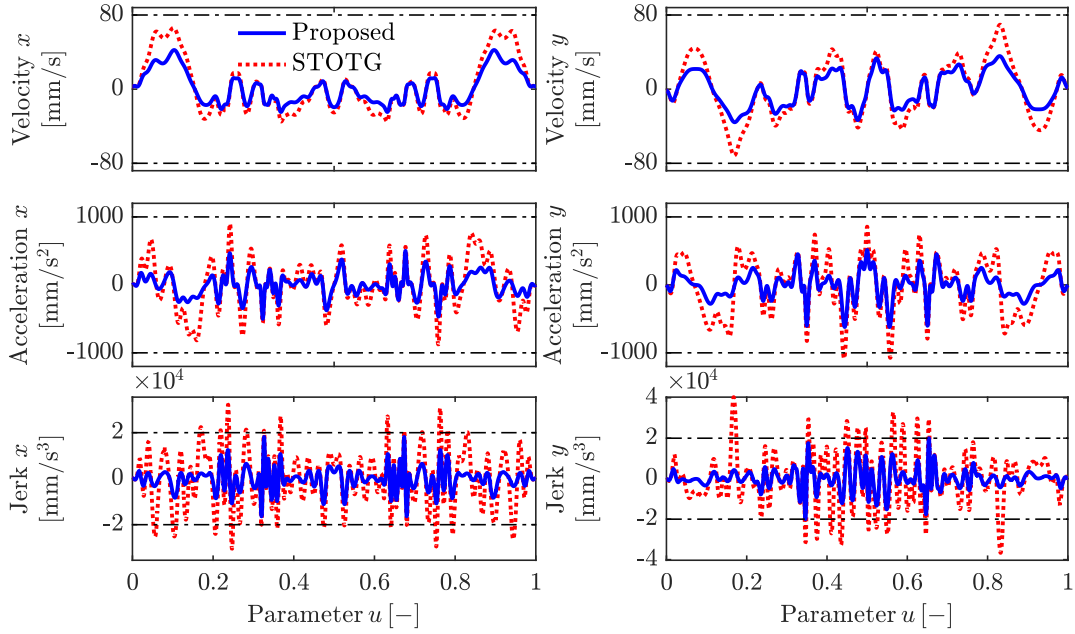 Velocity x
[mm/s]
80
0
-80
Proposed
STOTG
Velocity y
[mm/s]
80
0
-80
Acceleration x
[mm/s²]
1000
0
-1000
Acceleration y
[mm/s²]
1000
0
-1000
Jerk x
[mm/s³]
×10⁴
2
0
-2
0 0.2 0.4 0.6 0.8 1
Parameter u [−]
Jerk y
[mm/s³]
×10⁴
4
2
0
-2
-4
0 0.2 0.4 0.6 0.8 1
Parameter u [−]